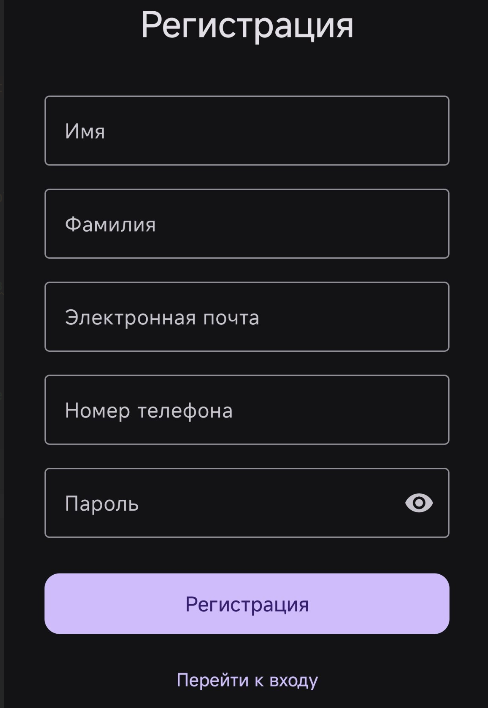 Регистрация
Имя
Фамилия
Электронная почта
Номер телефона
Пароль
Регистрация
Перейти к входу